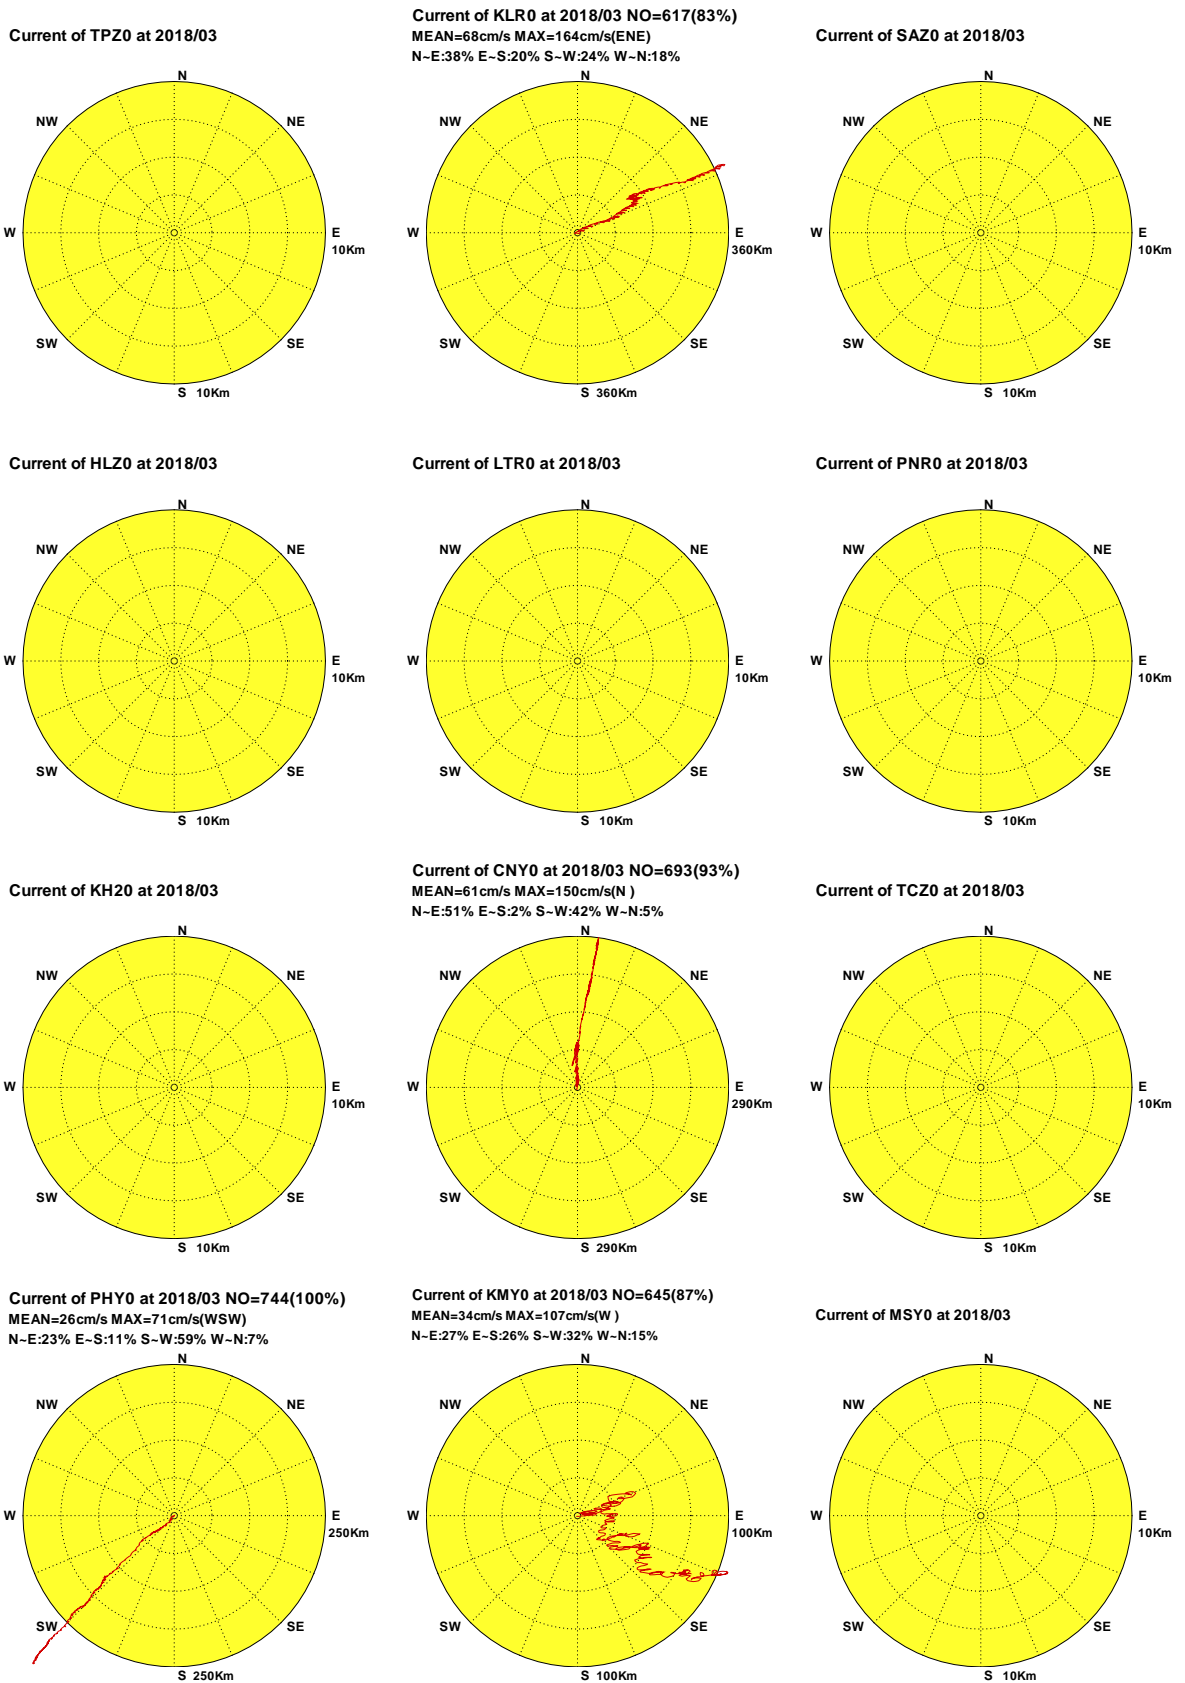 Current of TPZ0 at 2018/03
N
NW
NE
W
E
10Km
SW
SE
S 10Km
Current of KLR0 at 2018/03 NO=617(83%)
MEAN=68cm/s MAX=164cm/s(ENE)
N~E:38% E~S:20% S~W:24% W~N:18%
N
NW
NE
W
E
360Km
SW
SE
S 360Km
Current of SAZ0 at 2018/03
N
NW
NE
W
E
10Km
SW
SE
S 10Km
Current of HLZ0 at 2018/03
N
NW
NE
W
E
10Km
SW
SE
S 10Km
Current of LTR0 at 2018/03
N
NW
NE
W
E
10Km
SW
SE
S 10Km
Current of PNR0 at 2018/03
N
NW
NE
W
E
10Km
SW
SE
S 10Km
Current of KH20 at 2018/03
N
NW
NE
W
E
10Km
SW
SE
S 10Km
Current of CNY0 at 2018/03 NO=693(93%)
MEAN=61cm/s MAX=150cm/s(N )
N~E:51% E~S:2% S~W:42% W~N:5%
N
NW
NE
W
E
290Km
SW
SE
S 290Km
Current of TCZ0 at 2018/03
N
NW
NE
W
E
10Km
SW
SE
S 10Km
Current of PHY0 at 2018/03 NO=744(100%)
MEAN=26cm/s MAX=71cm/s(WSW)
N~E:23% E~S:11% S~W:59% W~N:7%
N
NW
NE
W
E
250Km
SW
SE
S 250Km
Current of KMY0 at 2018/03 NO=645(87%)
MEAN=34cm/s MAX=107cm/s(W )
N~E:27% E~S:26% S~W:32% W~N:15%
N
NW
NE
W
E
100Km
SW
SE
S 100Km
Current of MSY0 at 2018/03
N
NW
NE
W
E
10Km
SW
SE
S 10Km